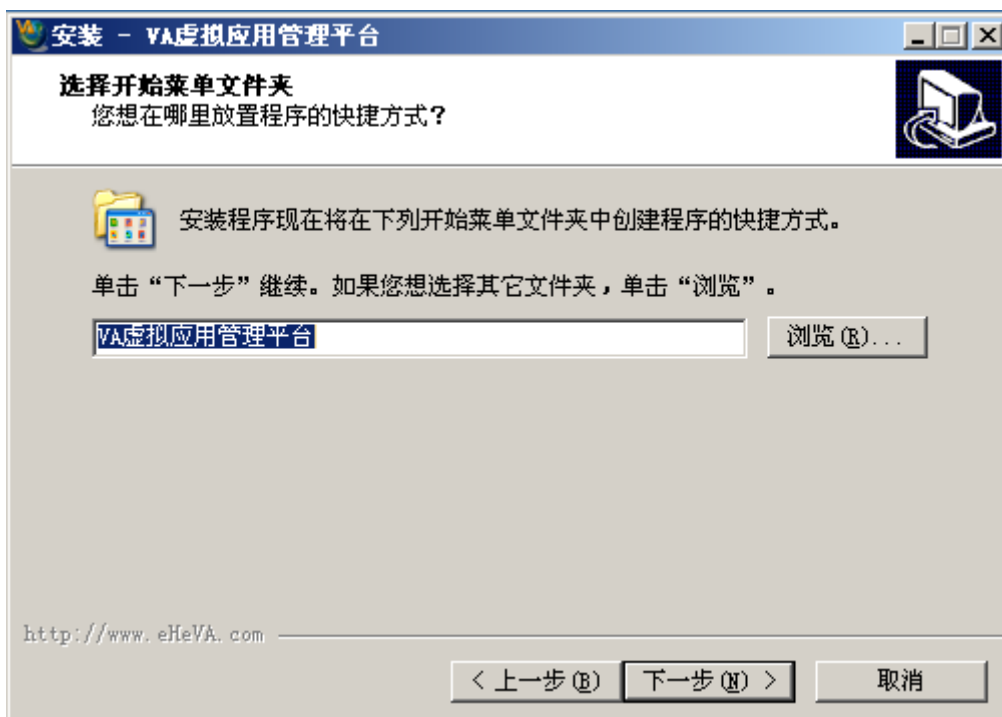 安装 - VA虚拟应用管理平台
选择开始菜单文件夹
您想在哪里放置程序的快捷方式?
安装程序现在将在下列开始菜单文件夹中创建程序的快捷方式。
单击“下一步”继续。如果您想选择其它文件夹,单击“浏览”。
VA虚拟应用管理平台 浏览(R)...
http://www.eHeVA.com
< 上一步(B) 下一步(N) > 取消